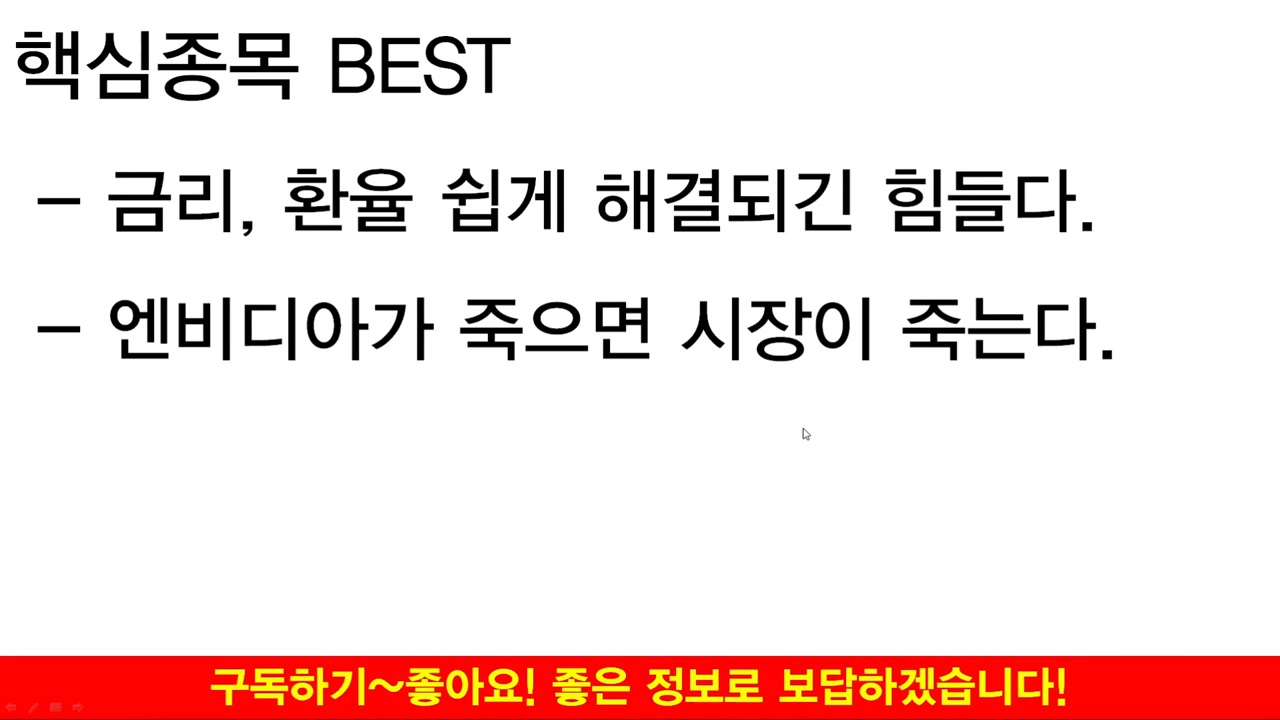 핵심종목 BEST
- 금리, 환율 쉽게 해결되긴 힘들다.
- 엔비디아가 죽으면 시장이 죽는다.
구독하기~좋아요! 좋은 정보로 보답하겠습니다!